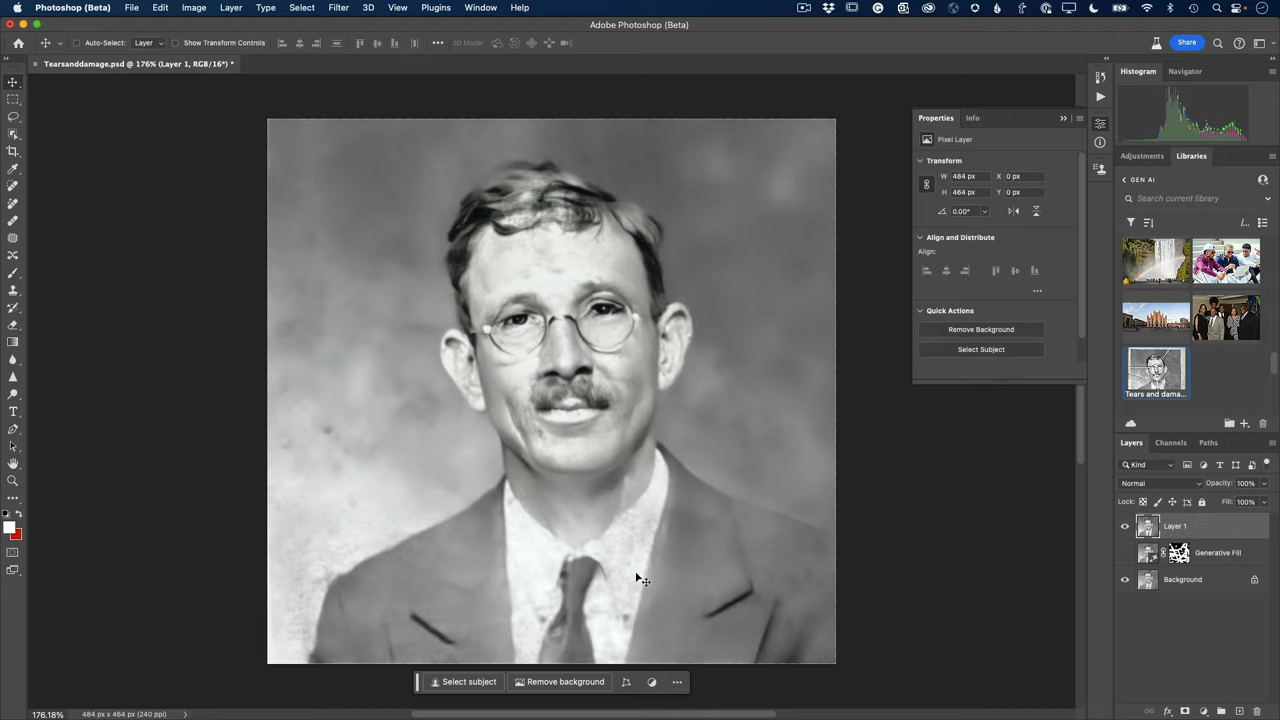 Photoshop (Beta) File Edit Image Layer Type Select Filter 3D View Plugins Window Help
Adobe Photoshop (Beta)
Auto-Select: Layer Show Transform Controls 3D Mode: Share
Tearsanddamage.psd @ 176% (Layer 1, RGB/16*) *
Histogram Navigator
Properties Info
Pixel Layer
Transform
W 484 px X 0 px
H 464 px Y 0 px
0.00°
Align and Distribute
Align:
Quick Actions
Remove Background
Select Subject
Adjustments Libraries
GEN AI
Search current library
Tears and dama...
Layers Channels Paths
Kind
Normal Opacity: 100%
Lock: Fill: 100%
Layer 1
Generative Fill
Background
Select subject Remove background
176.18% 484 px x 464 px (240 ppi)